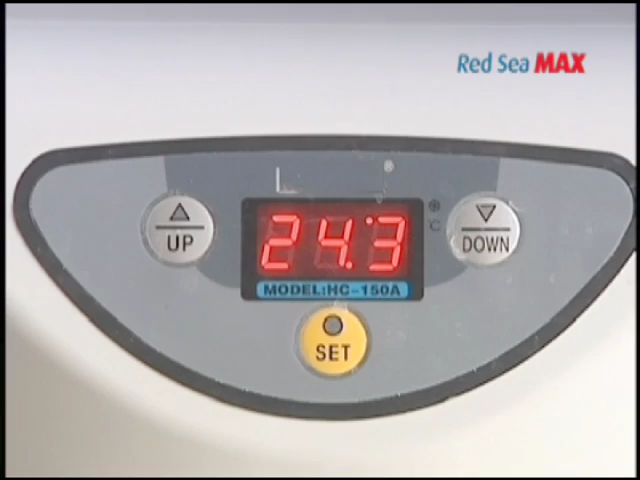 Red Sea MAX
UP
24.3
C
DOWN
MODEL:HC-150A
SET